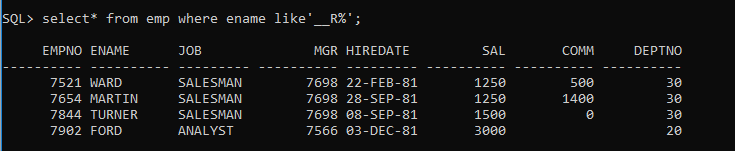 SQL> select* from emp where ename like'__R%';
EMPNO ENAME JOB MGR HIREDATE SAL COMM DEPTNO
---------- ---------- --------- ---------- --------- ---------- ---------- ----------
7521 WARD SALESMAN 7698 22-FEB-81 1250 500 30
7654 MARTIN SALESMAN 7698 28-SEP-81 1250 1400 30
7844 TURNER SALESMAN 7698 08-SEP-81 1500 0 30
7902 FORD ANALYST 7566 03-DEC-81 3000 20